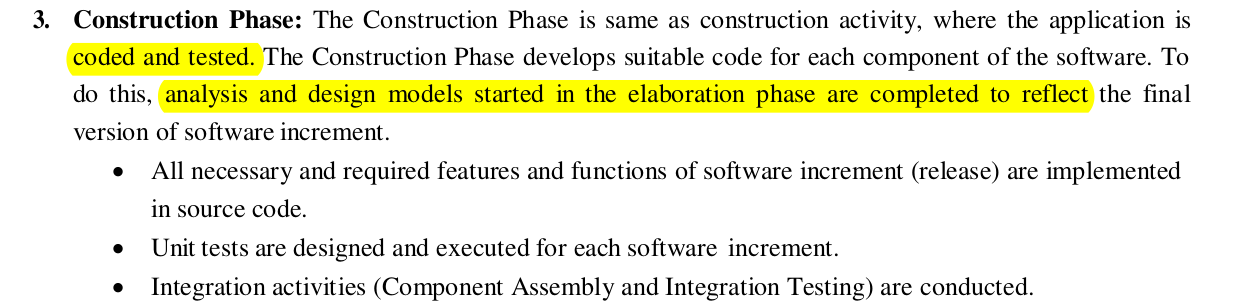 3. Construction Phase: The Construction Phase is same as construction activity, where the application is
coded and tested. The Construction Phase develops suitable code for each component of the software. To
do this, analysis and design models started in the elaboration phase are completed to reflect the final
version of software increment.
• All necessary and required features and functions of software increment (release) are implemented
in source code.
• Unit tests are designed and executed for each software increment.
• Integration activities (Component Assembly and Integration Testing) are conducted.